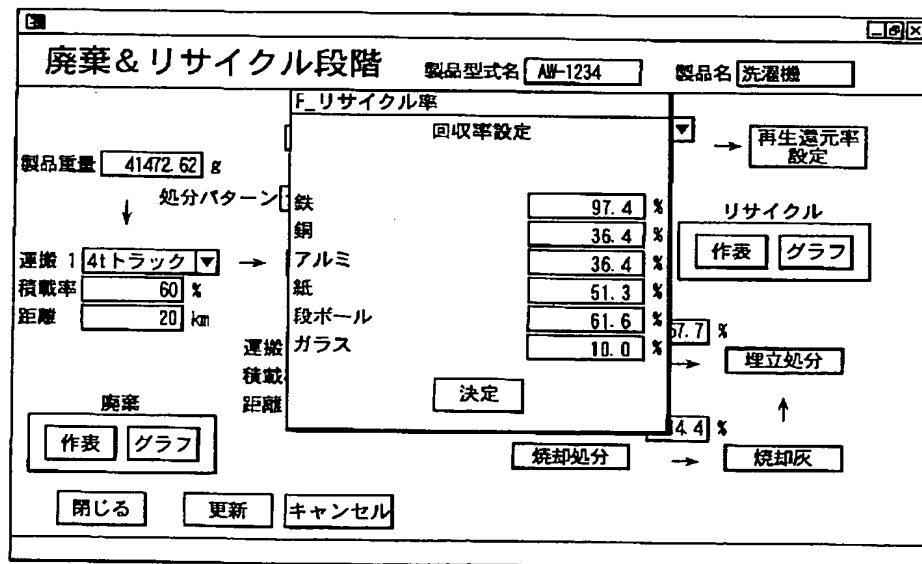 廃棄&リサイクル段階 製品型式名 AW-1234 製品名 洗濯機
F_リサイクル率
回収率設定
再生還元率
設定
製品重量 41472.62 g
処分パターン
鉄 97.4 %
銅 36.4 %
アルミ 36.4 %
紙 51.3 %
段ボール 61.6 %
ガラス 10.0 %
決定
リサイクル
作表 グラフ
運搬 1 4tトラック
積載率 60 %
距離 20 km
運搬
積載
距離
7.7 %
埋立処分
4.4 %
焼却処分 焼却灰
廃棄
作表 グラフ
閉じる 更新 キャンセル